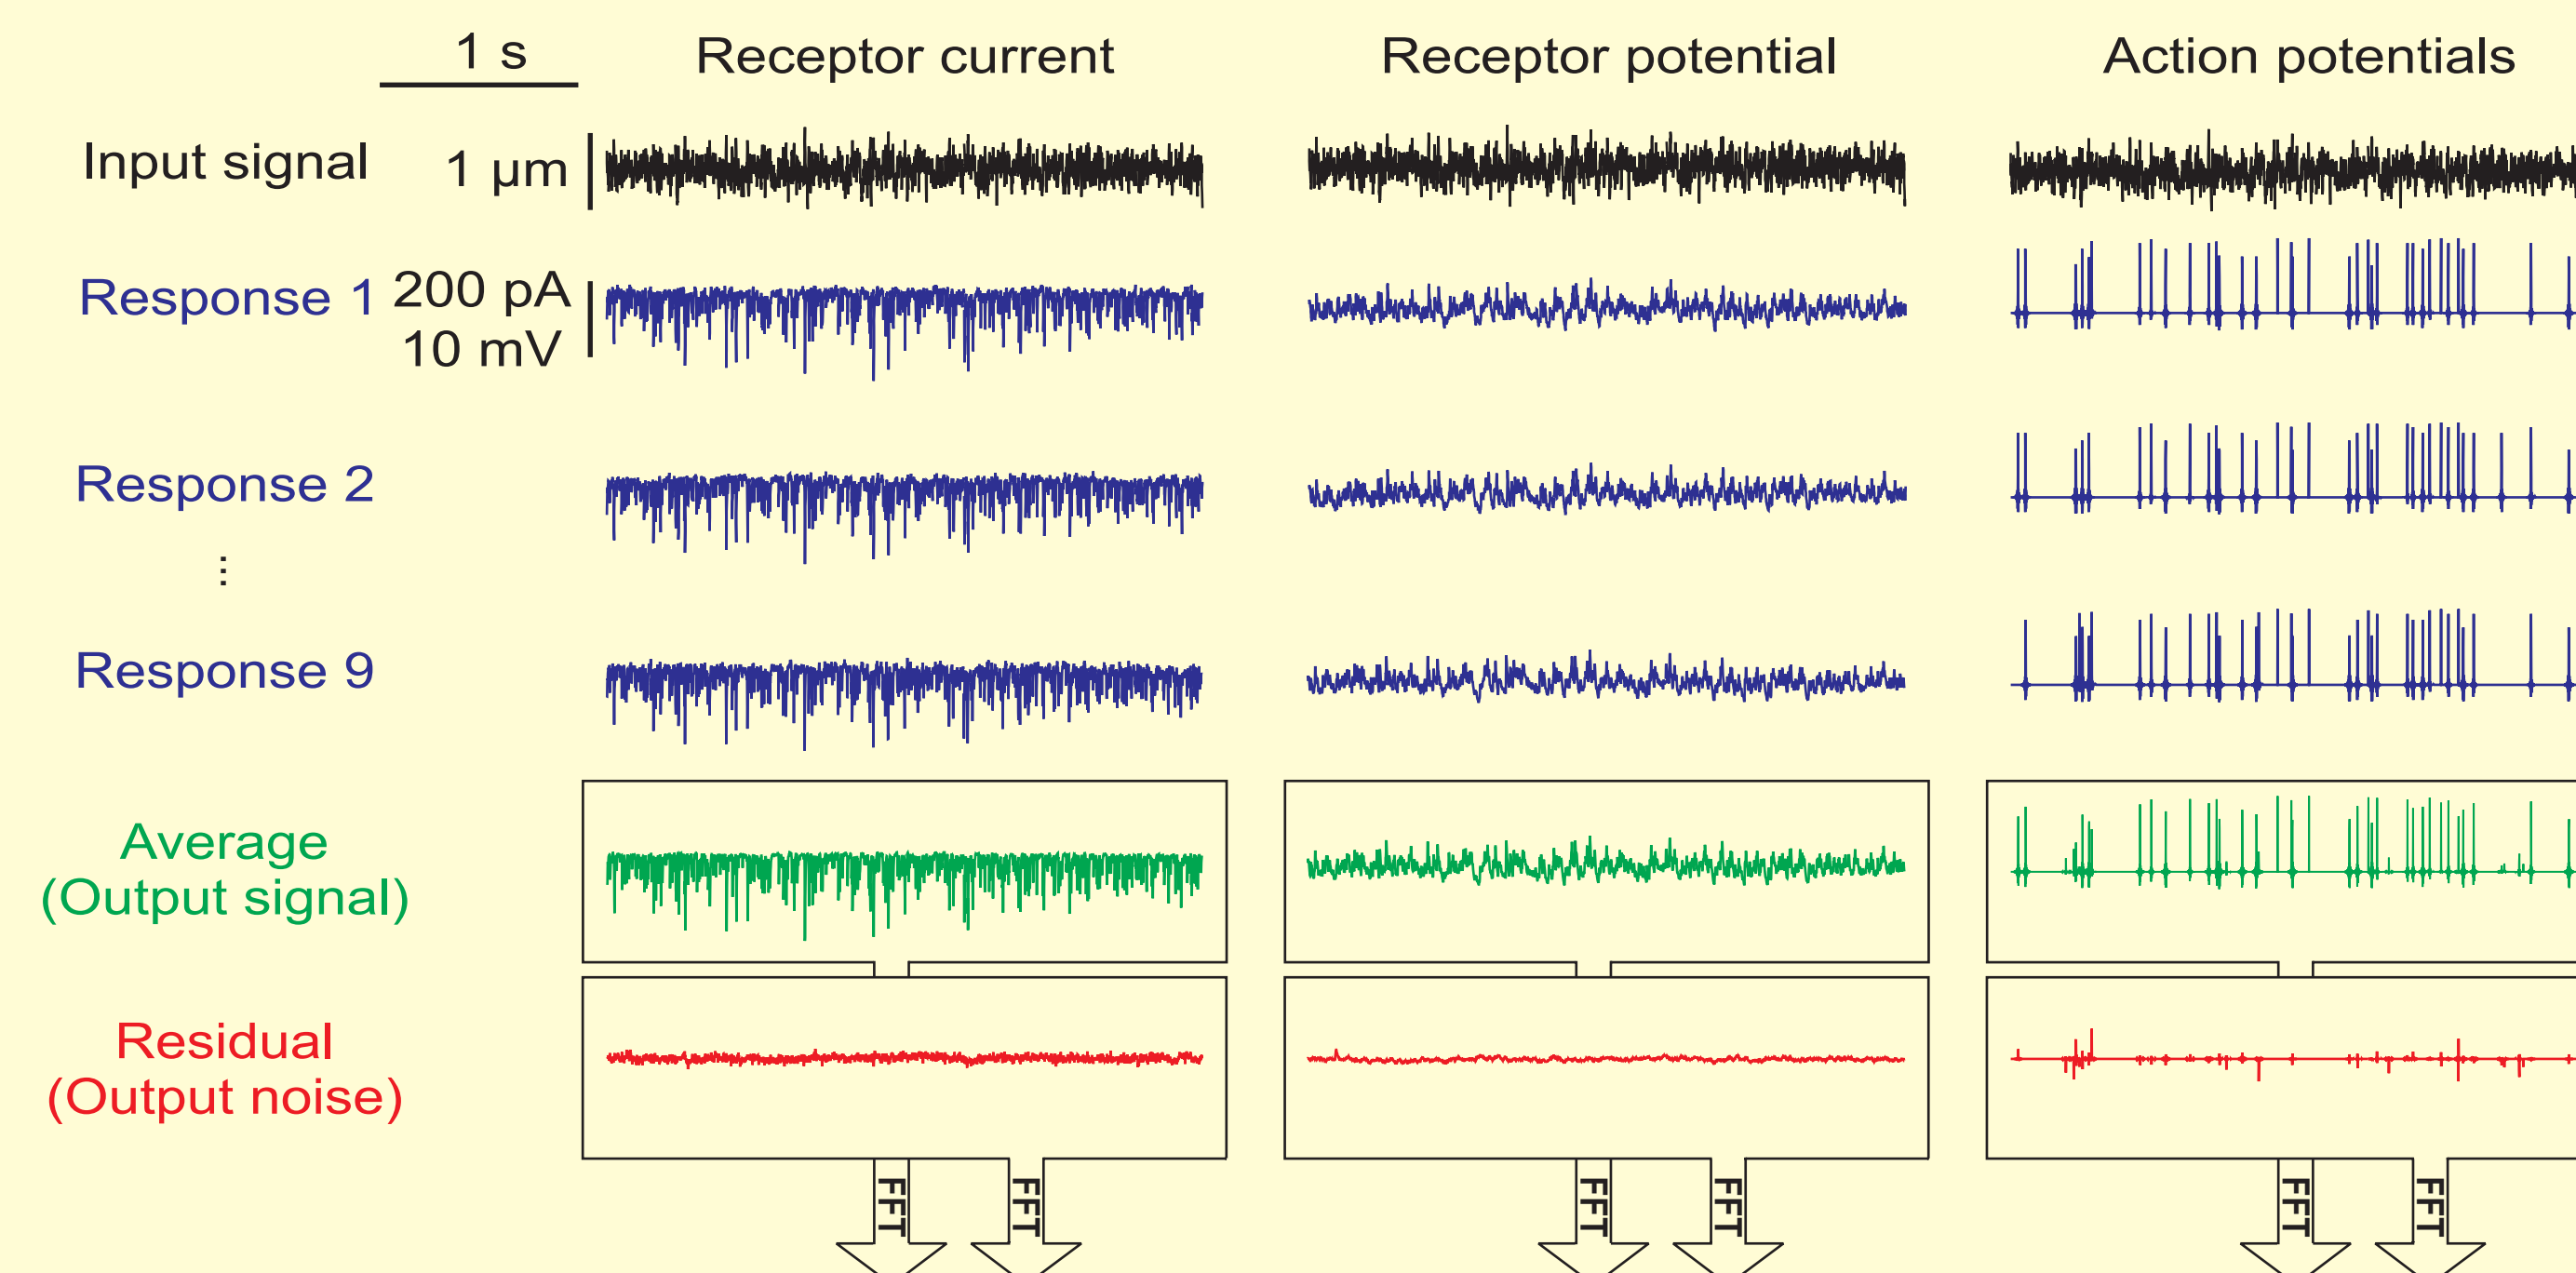 1 s
Receptor current
Receptor potential
Action potentials
Input signal
1 μm
Response 1
200 pA
10 mV
Response 2
⋮
Response 9
Average
(Output signal)
Residual
(Output noise)
FFT
FFT
FFT
FFT
FFT
FFT